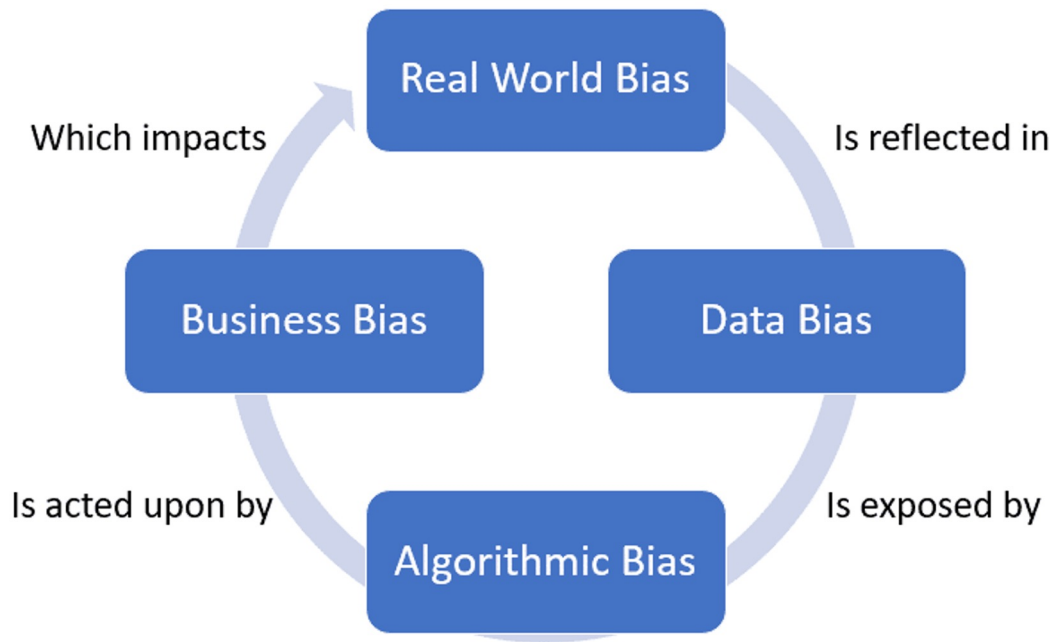 Real World Bias
Which impacts
Is reflected in
Business Bias
Data Bias
Is acted upon by
Is exposed by
Algorithmic Bias